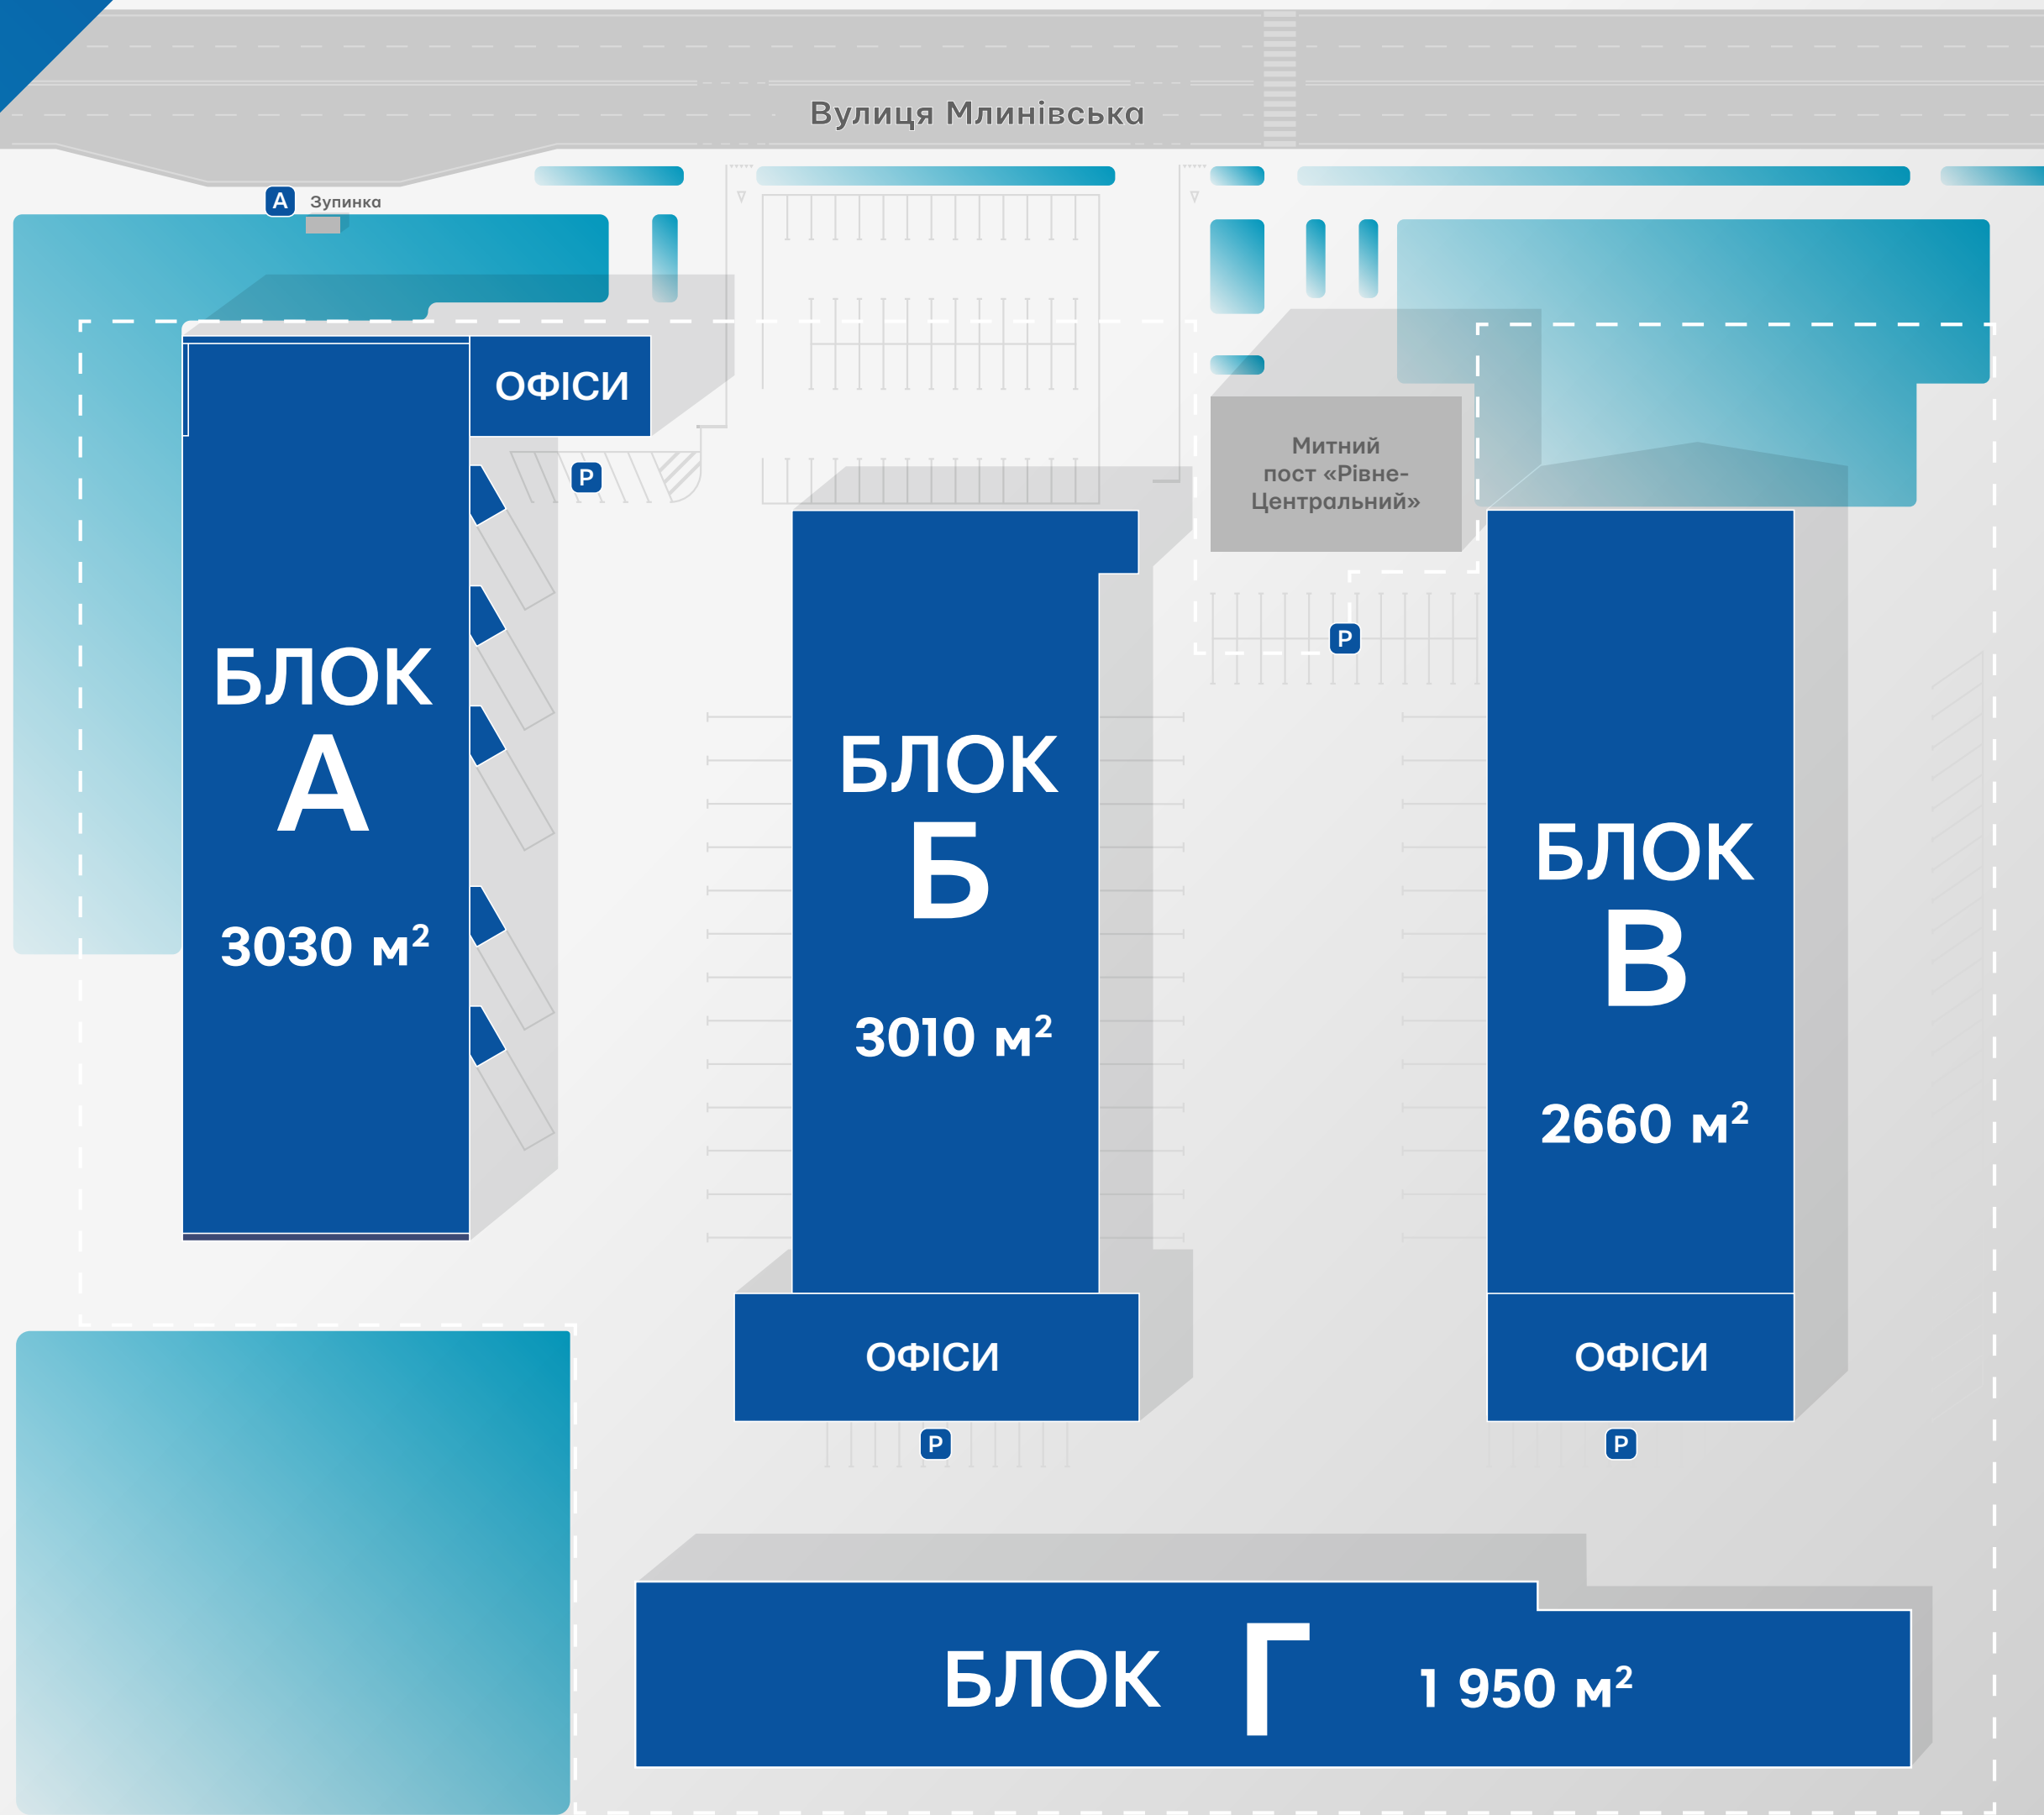 Вулиця Млинівська
А
Зупинка
ОФІСИ
P
Митний
пост «Рівне-
Центральний»
P
БЛОК
А
3030 м²
БЛОК
Б
3010 м²
БЛОК
В
2660 м²
ОФІСИ
ОФІСИ
P
P
БЛОК Г 1 950 м²